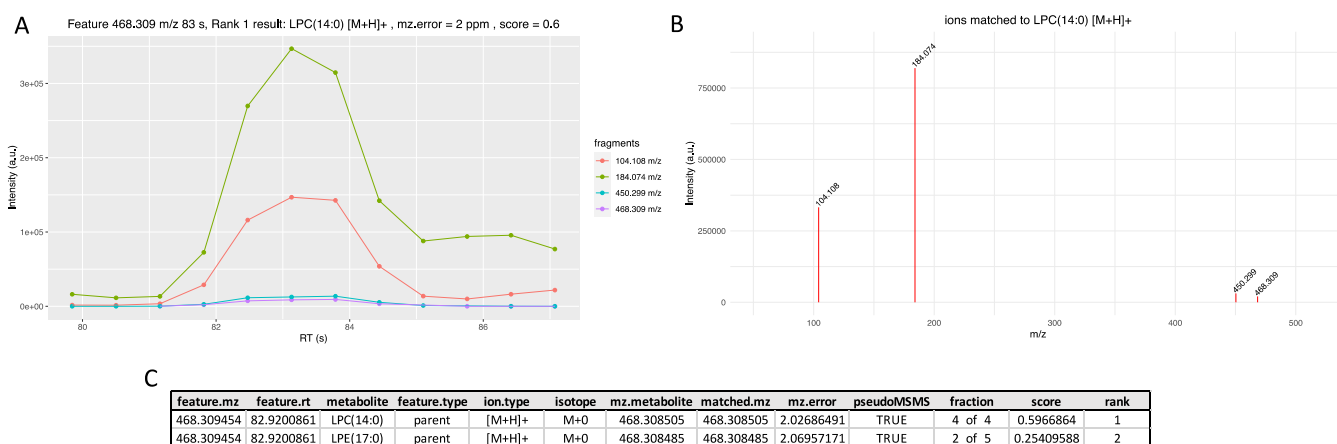 A
Feature 468.309 m/z 83 s, Rank 1 result: LPC(14:0) [M+H]+ , mz.error = 2 ppm , score = 0.6
3e+05
2e+05
1e+05
0e+00
Intensity (a.u.)
80
82
84
86
RT (s)
fragments
104.108 m/z
184.074 m/z
450.299 m/z
468.309 m/z
B
ions matched to LPC(14:0) [M+H]+
750000
500000
250000
0
Intensity (a.u.)
104.108
184.074
450.299
468.309
100
200
300
400
500
m/z
C
feature.mz feature.rt metabolite feature.type ion.type isotope mz.metabolite matched.mz mz.error pseudoMSMS fraction score rank
468.309454 82.9200861 LPC(14:0) parent [M+H]+ M+0 468.308505 468.308505 2.02686491 TRUE 4 of 4 0.5966864 1
468.309454 82.9200861 LPE(17:0) parent [M+H]+ M+0 468.308485 468.308485 2.06957171 TRUE 2 of 5 0.25409588 2